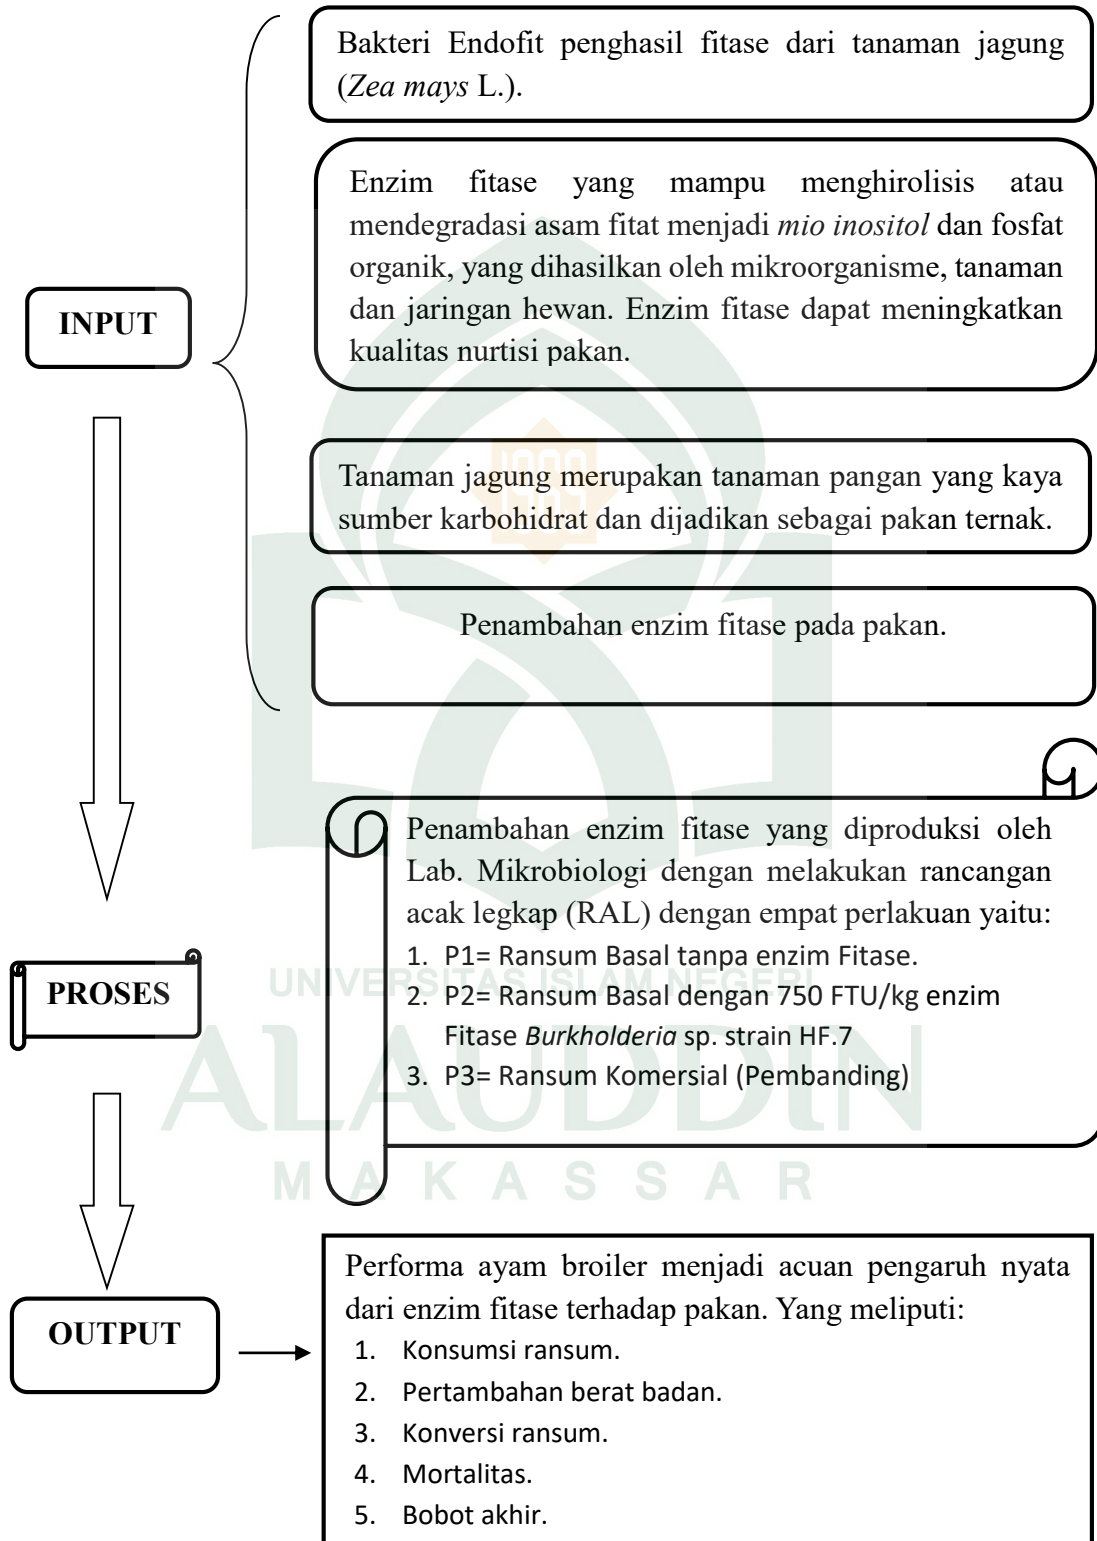 Bakteri Endofit penghasil fitase dari tanaman jagung
(Zea mays L.).
Enzim fitase yang mampu menghirolisis atau
mendegradasi asam fitat menjadi mio inositol dan fosfat
organik, yang dihasilkan oleh mikroorganisme, tanaman
dan jaringan hewan. Enzim fitase dapat meningkatkan
kualitas nurtisi pakan.
INPUT
Tanaman jagung merupakan tanaman pangan yang kaya
sumber karbohidrat dan dijadikan sebagai pakan ternak.
Penambahan enzim fitase pada pakan.
1965
Penambahan enzim fitase yang diproduksi oleh
Lab. Mikrobiologi dengan melakukan rancangan
acak legkap (RAL) dengan empat perlakuan yaitu:
1. P1= Ransum Basal tanpa enzim Fitase.
2. P2= Ransum Basal dengan 750 FTU/kg enzim
Fitase Burkholderia sp. strain HF.7
3. P3= Ransum Komersial (Pembanding)
PROSES
UNIVERSITAS ISLAM NEGERI
ALAUDDIN
MAKASSAR
Performa ayam broiler menjadi acuan pengaruh nyata
dari enzim fitase terhadap pakan. Yang meliputi:
1. Konsumsi ransum.
2. Pertambahan berat badan.
3. Konversi ransum.
4. Mortalitas.
5. Bobot akhir.
OUTPUT